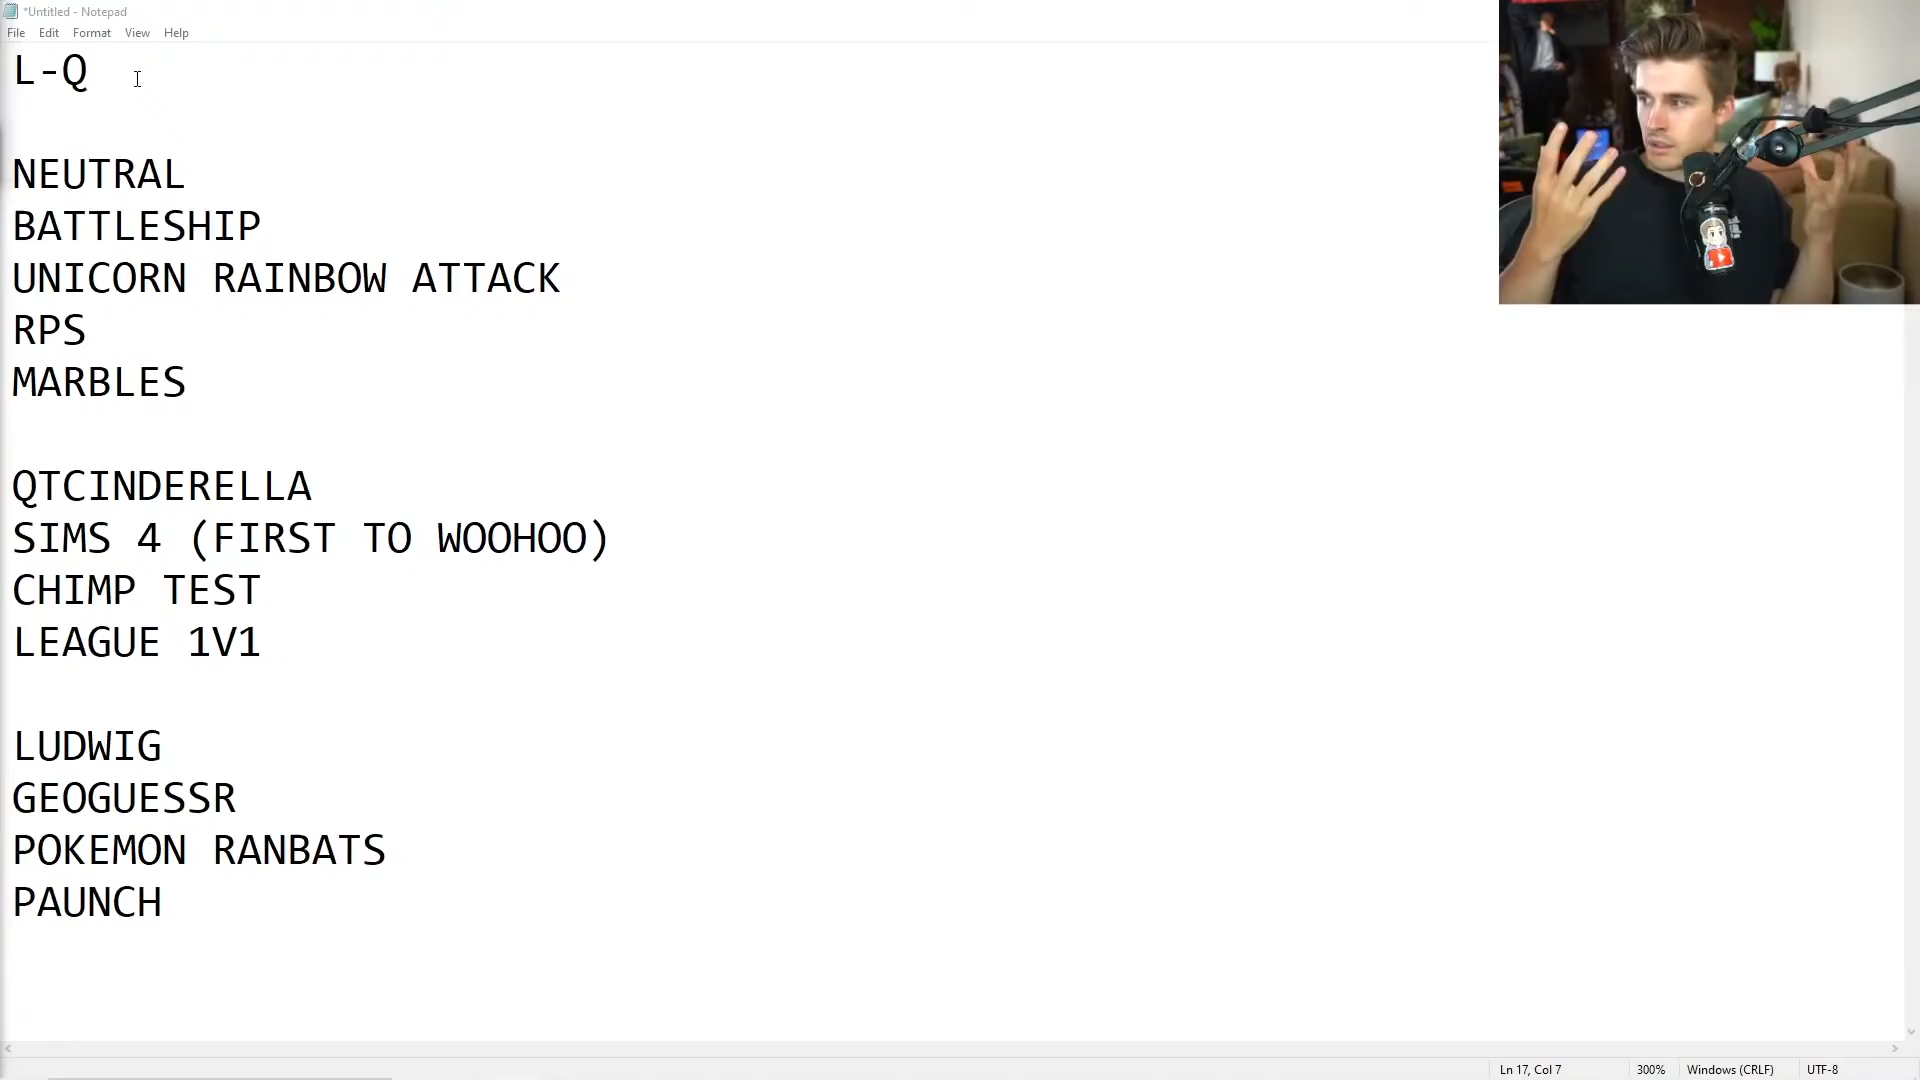 *Untitled - Notepad
File Edit Format View Help
L-Q
NEUTRAL
BATTLESHIP
UNICORN RAINBOW ATTACK
RPS
MARBLES
QTCINDERELLA
SIMS 4 (FIRST TO WOOHOO)
CHIMP TEST
LEAGUE 1V1
LUDWIG
GEOGUESSR
POKEMON RANBATS
PAUNCH
Ln 17, Col 7 300% Windows (CRLF) UTF-8